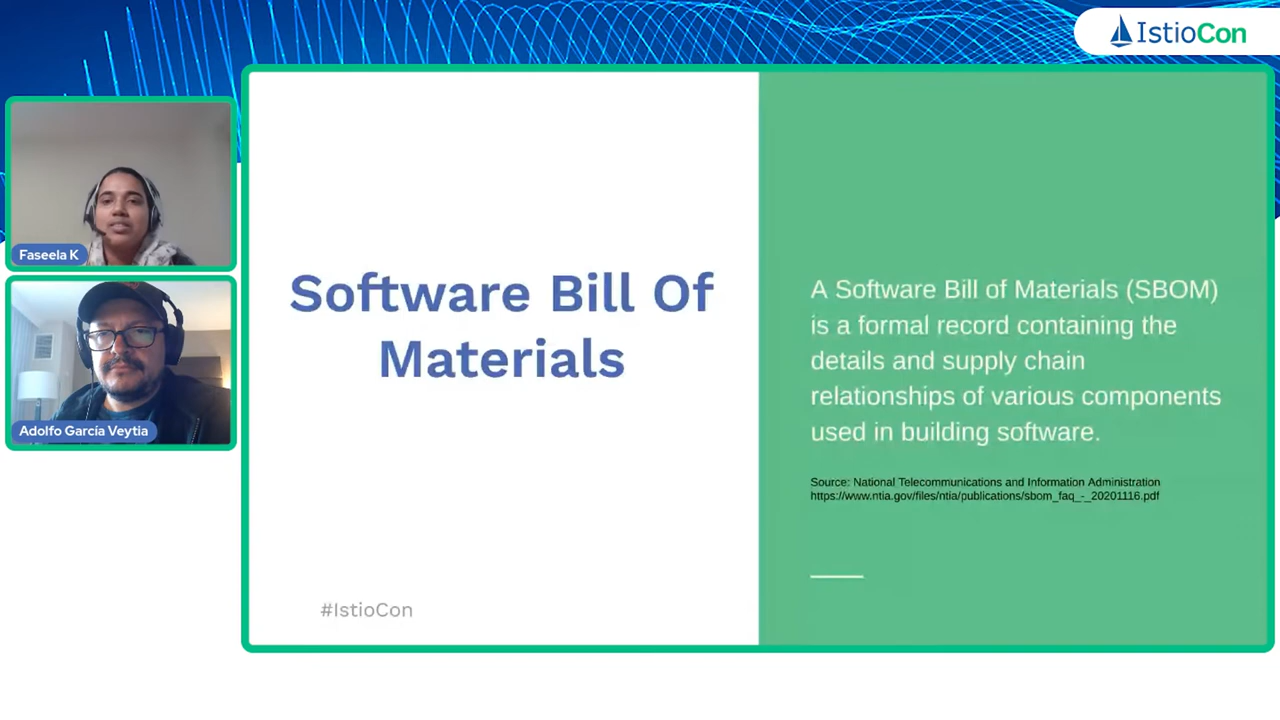 IstioCon
Faseela K
Adolfo García Veytia
Software Bill Of
Materials
#IstioCon
A Software Bill of Materials (SBOM)
is a formal record containing the
details and supply chain
relationships of various components
used in building software.
Source: National Telecommunications and Information Administration
https://www.ntia.gov/files/ntia/publications/sbom_faq_-_20201116.pdf